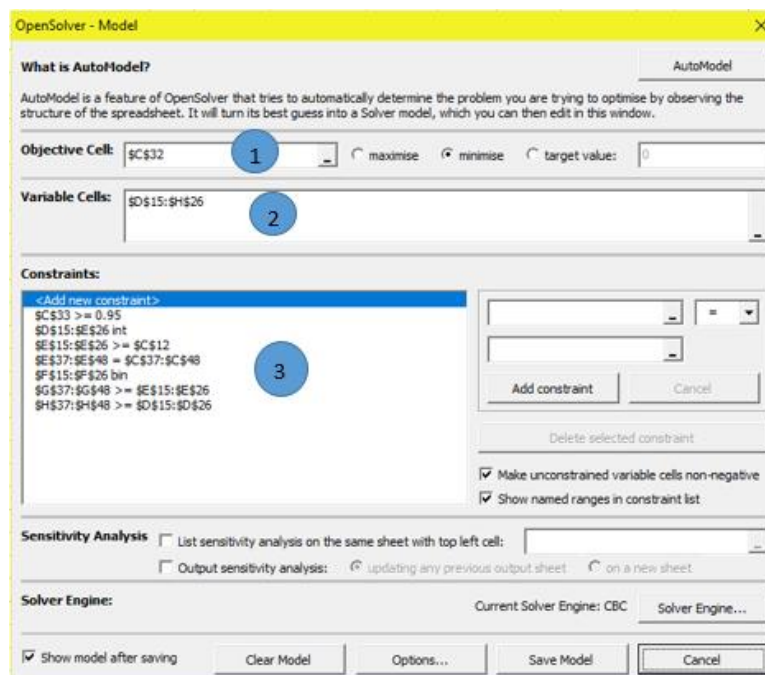 OpenSolver - Model
What is AutoModel?
AutoModel
AutoModel is a feature of OpenSolver that tries to automatically determine the problem you are trying to optimise by observing the
structure of the spreadsheet. It will turn its best guess into a Solver model, which you can then edit in this window.
Objective Cell: $C$32 1 _ maximise minimise target value: 0
Variable Cells: $D$15:$H$26 2 _
Constraints:
<Add new constraint>
$C$33 >= 0.95
$D$15:$E$26 int
$E$15:$E$26 >= $C$12
$E$37:$E$48 = $C$37:$C$48
$F$15:$F$26 bin
$G$37:$G$48 >= $E$15:$E$26
$H$37:$H$48 >= $D$15:$D$26
3
_ =
_
Add constraint Cancel
Delete selected constraint
Make unconstrained variable cells non-negative
Show named ranges in constraint list
Sensitivity Analysis List sensitivity analysis on the same sheet with top left cell: _
Output sensitivity analysis: updating any previous output sheet on a new sheet
Solver Engine: Current Solver Engine: CBC Solver Engine...
Show model after saving Clear Model Options... Save Model Cancel